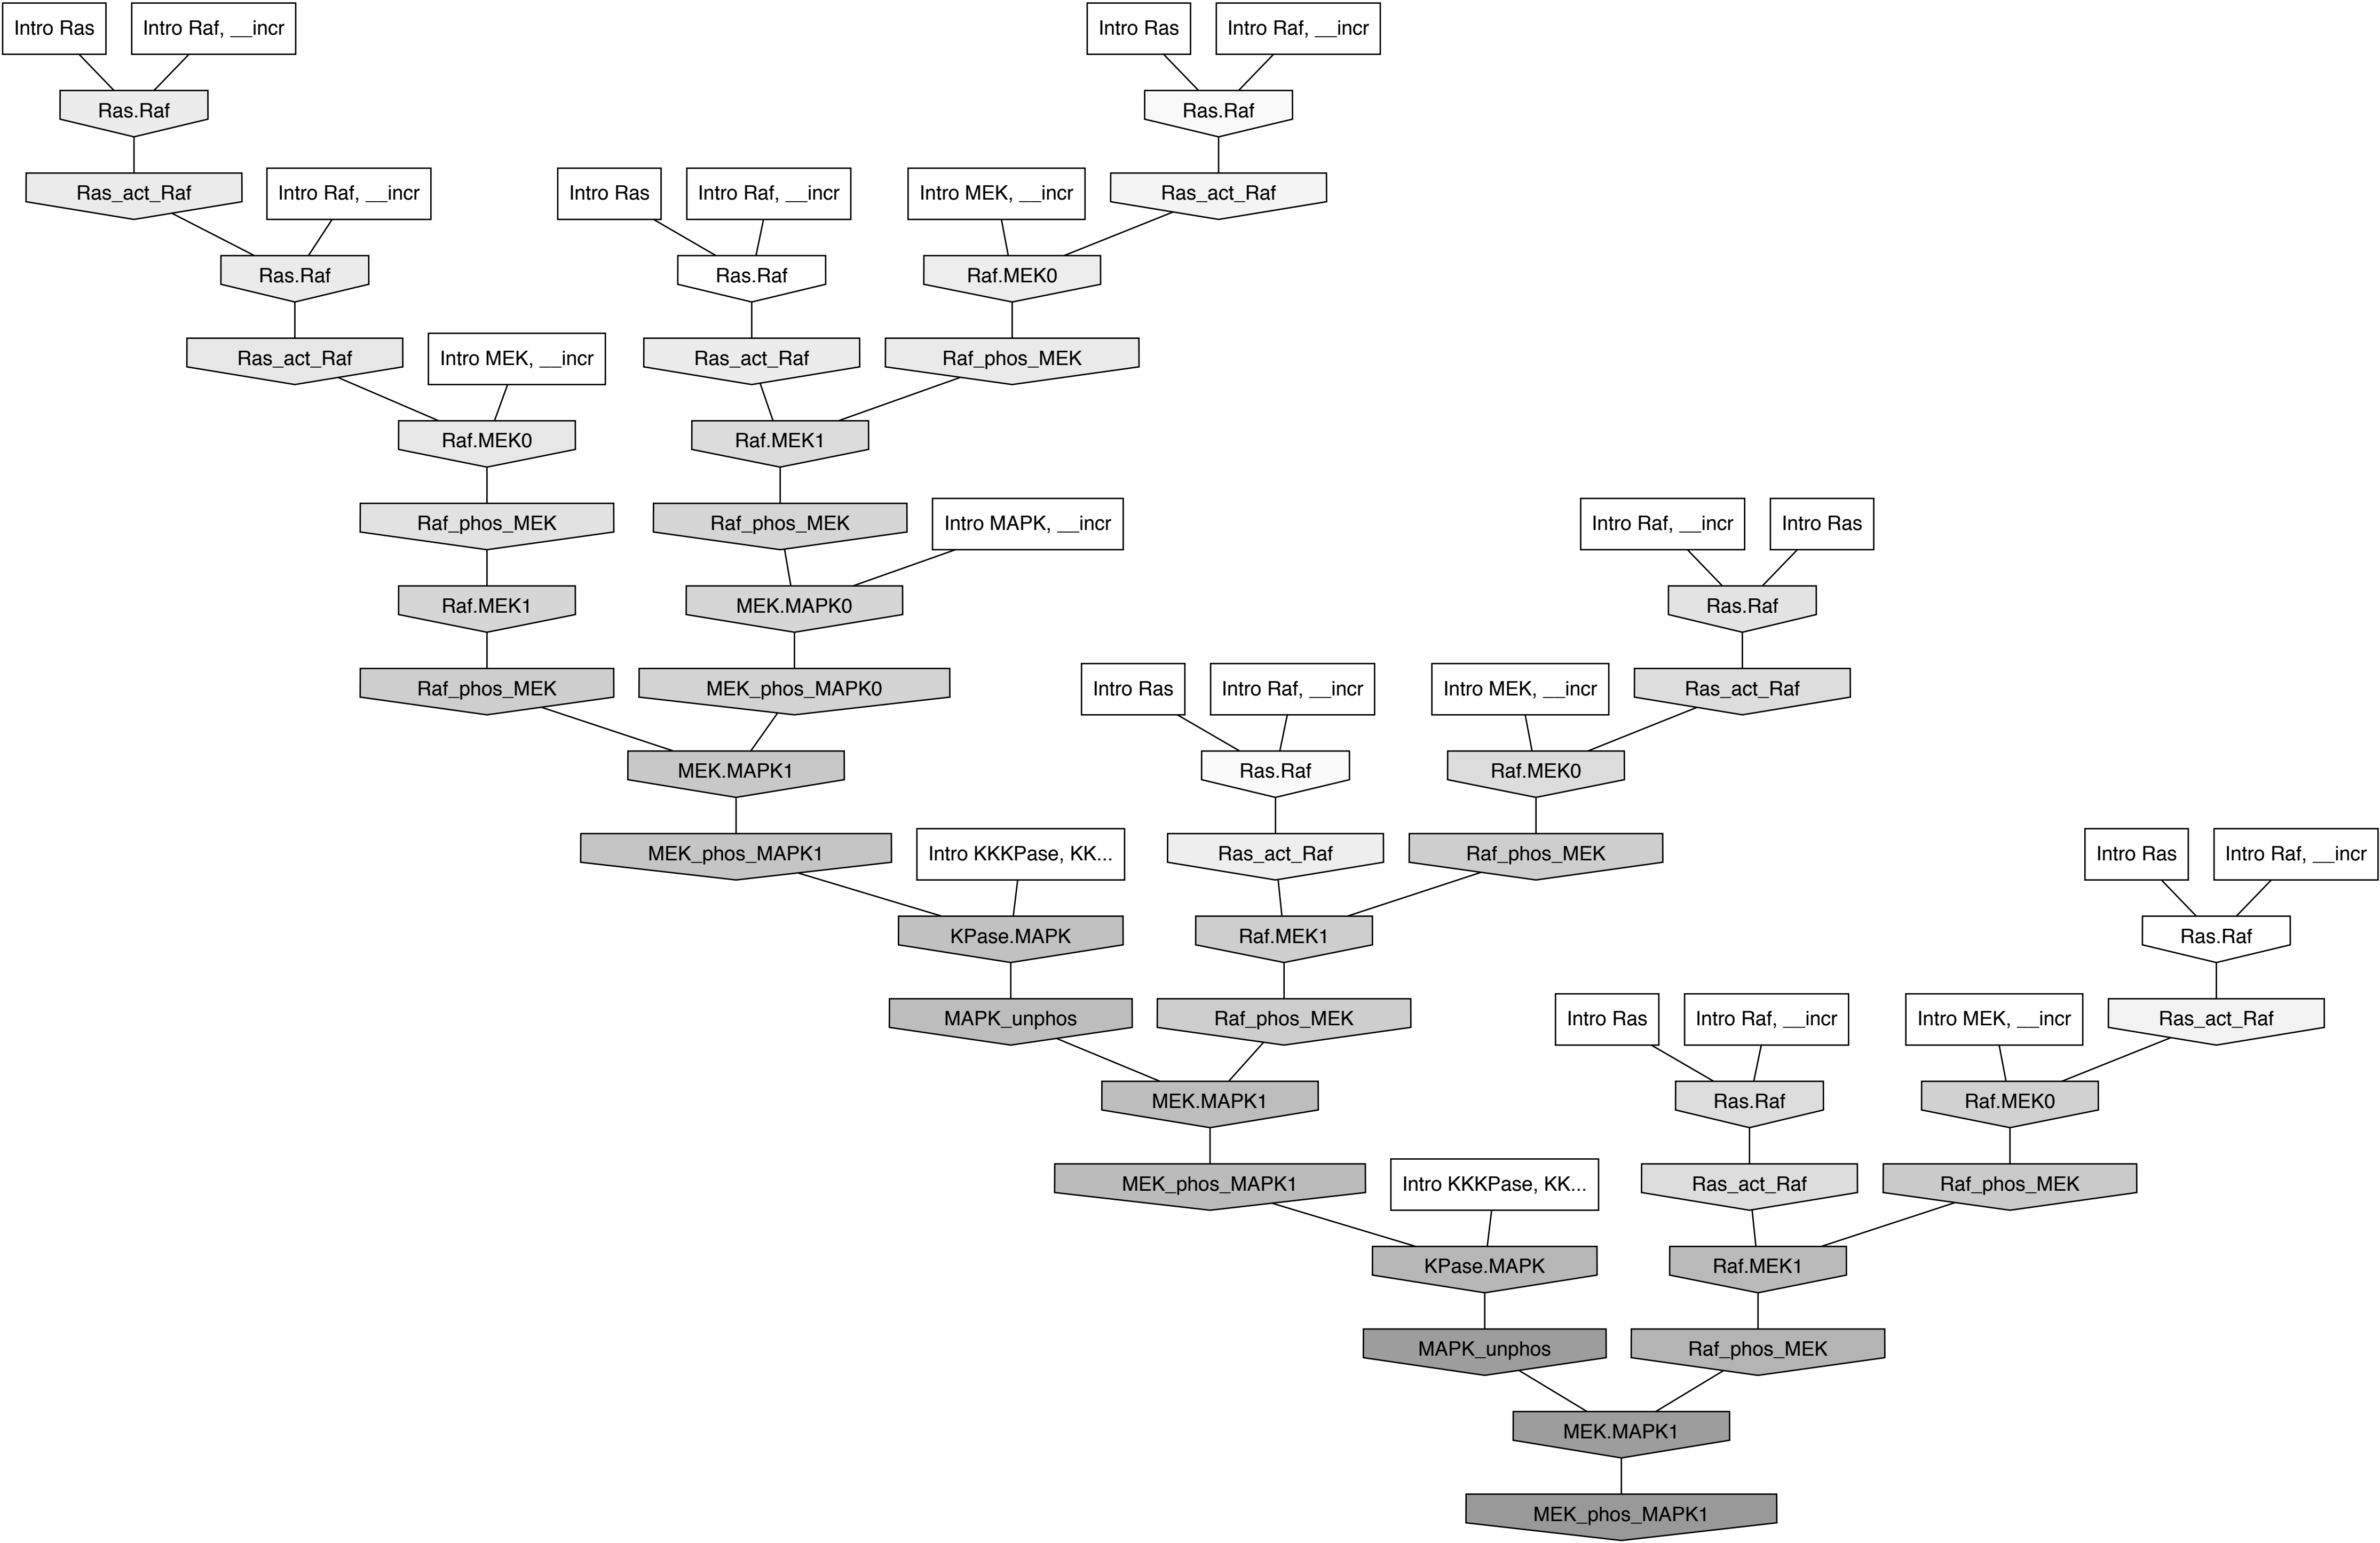 Intro Ras
Intro Raf, __incr
Intro Ras
Intro Raf, __incr
Ras.Raf
Ras.Raf
Ras_act_Raf
Intro Raf, __incr
Intro Ras
Intro Raf, __incr
Intro MEK, __incr
Ras_act_Raf
Ras.Raf
Ras.Raf
Raf.MEK0
Ras_act_Raf
Intro MEK, __incr
Ras_act_Raf
Raf_phos_MEK
Raf.MEK0
Raf.MEK1
Raf_phos_MEK
Raf_phos_MEK
Intro MAPK, __incr
Intro Raf, __incr
Intro Ras
Raf.MEK1
MEK.MAPK0
Ras.Raf
Raf_phos_MEK
MEK_phos_MAPK0
Intro Ras
Intro Raf, __incr
Intro MEK, __incr
Ras_act_Raf
MEK.MAPK1
Ras.Raf
Raf.MEK0
MEK_phos_MAPK1
Intro KKKPase, KK...
Ras_act_Raf
Raf_phos_MEK
Intro Ras
Intro Raf, __incr
KPase.MAPK
Raf.MEK1
Ras.Raf
MAPK_unphos
Raf_phos_MEK
Intro Ras
Intro Raf, __incr
Intro MEK, __incr
Ras_act_Raf
MEK.MAPK1
Ras.Raf
Raf.MEK0
MEK_phos_MAPK1
Intro KKKPase, KK...
Ras_act_Raf
Raf_phos_MEK
KPase.MAPK
Raf.MEK1
MAPK_unphos
Raf_phos_MEK
MEK.MAPK1
MEK_phos_MAPK1